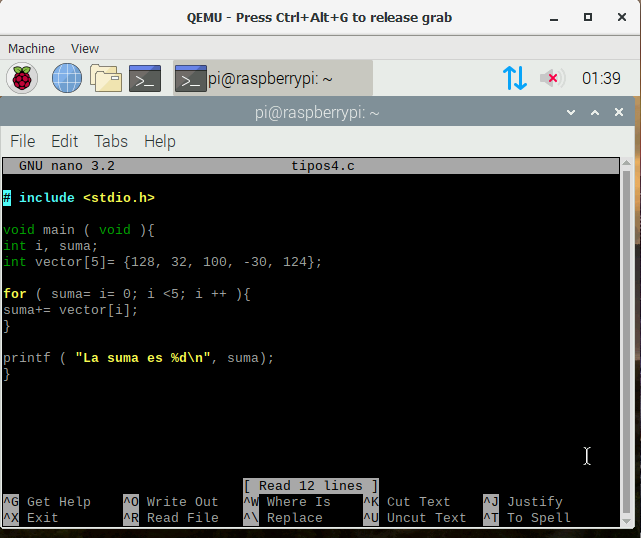 QEMU - Press Ctrl+Alt+G to release grab
Machine View
>_ >_ pi@raspberrypi: ~ 01:39
pi@raspberrypi: ~
File Edit Tabs Help
GNU nano 3.2 tipos4.c
# include <stdio.h>
void main ( void ){
int i, suma;
int vector[5]= {128, 32, 100, -30, 124};
for ( suma= i= 0; i <5; i ++ ){
suma+= vector[i];
}
printf ( "La suma es %d\n", suma);
}
[ Read 12 lines ]
^G Get Help ^O Write Out ^W Where Is ^K Cut Text ^J Justify
^X Exit ^R Read File ^\ Replace ^U Uncut Text ^T To Spell